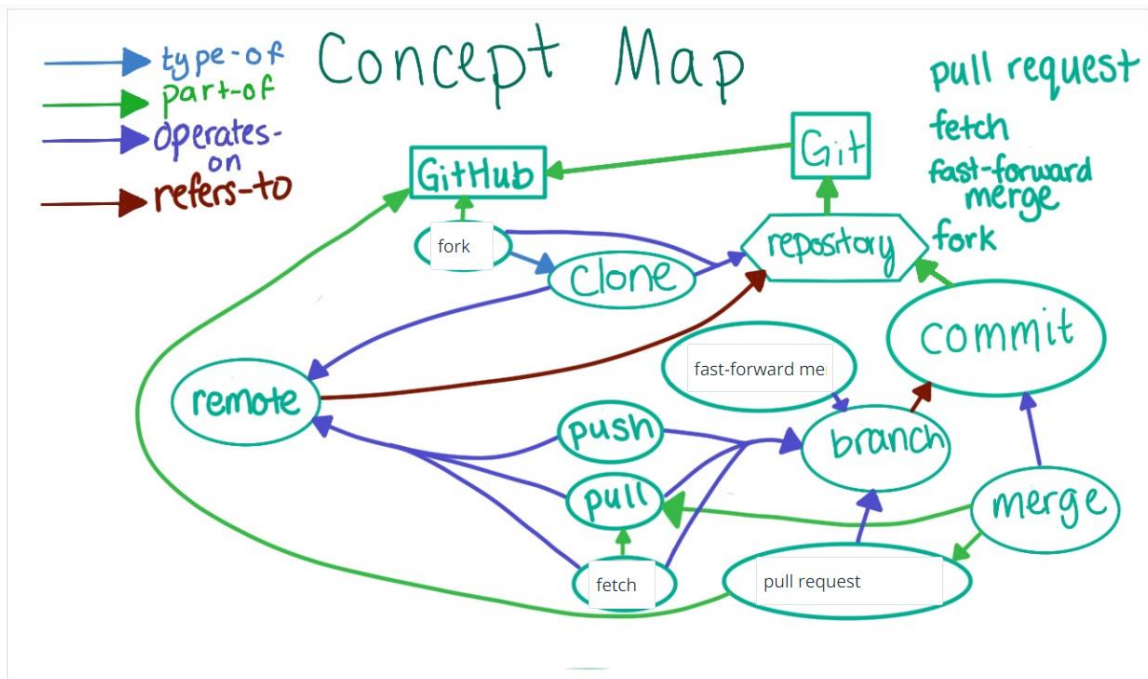 Concept Map
type-of
part-of
operates-
on
refers-to
pull request
fetch
fast-forward
merge
fork
GitHub
Git
fork
clone
repository
commit
remote
fast-forward me
push
branch
pull
merge
fetch
pull request